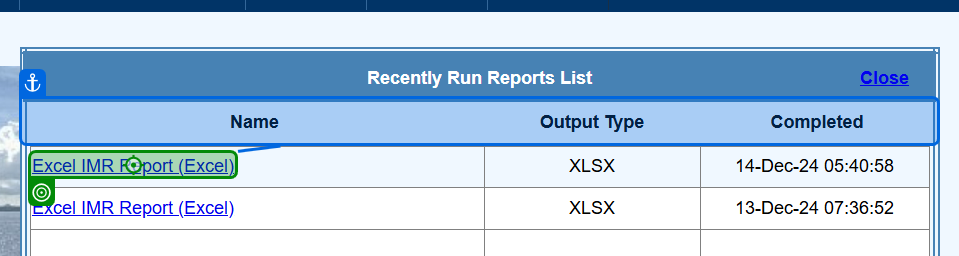 Recently Run Reports List Close
Name Output Type Completed
Excel IMR Report (Excel) XLSX 14-Dec-24 05:40:58
Excel IMR Report (Excel) XLSX 13-Dec-24 07:36:52